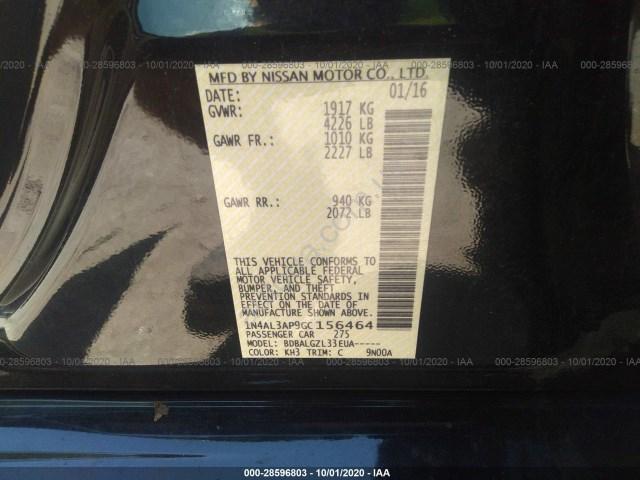 000-28596803 - 10/01/2020 - IAA
MFD BY NISSAN MOTOR CO., LTD.
DATE: 01/16
GVWR: 1917 KG
4226 LB
GAWR FR.: 1010 KG
2227 LB
GAWR RR.: 940 KG
2072 LB
THIS VEHICLE CONFORMS TO
ALL APPLICABLE FEDERAL
MOTOR VEHICLE SAFETY,
BUMPER, AND THEFT
PREVENTION STANDARDS IN
EFFECT ON THE DATE OF
MANUFACTURE SHOWN ABOVE.
1N4AL3AP9GC156464
PASSENGER CAR 275
MODEL: BDBALGZL33EUA-----
COLOR: KH3 TRIM: C 9N00A
000-28596803 - 10/01/2020 - IAA